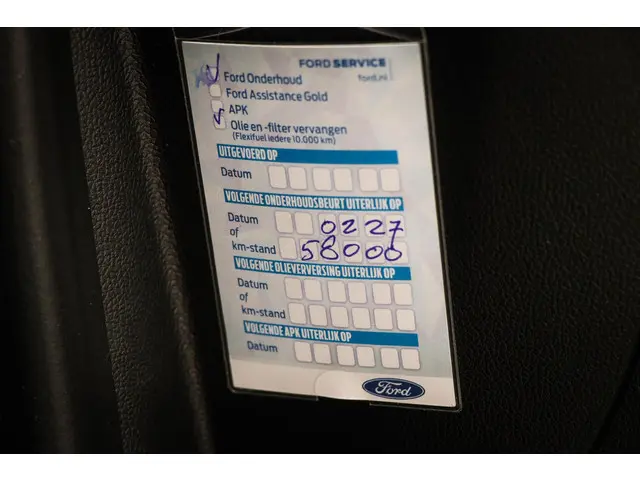 FORD SERVICE
Ford.nl
Ford Onderhoud
Ford Assistance Gold
APK
Olie en -filter vervangen
(Flexifuel iedere 10.000 km)
UITGEVOERD OP
Datum
VOLGENDE ONDERHOUDSBEURT UITERLIJK OP
Datum 0227
of
km-stand 58000
VOLGENDE OLIEVERVERSING UITERLIJK OP
Datum
of
km-stand
VOLGENDE APK UITERLIJK OP
Datum
Ford